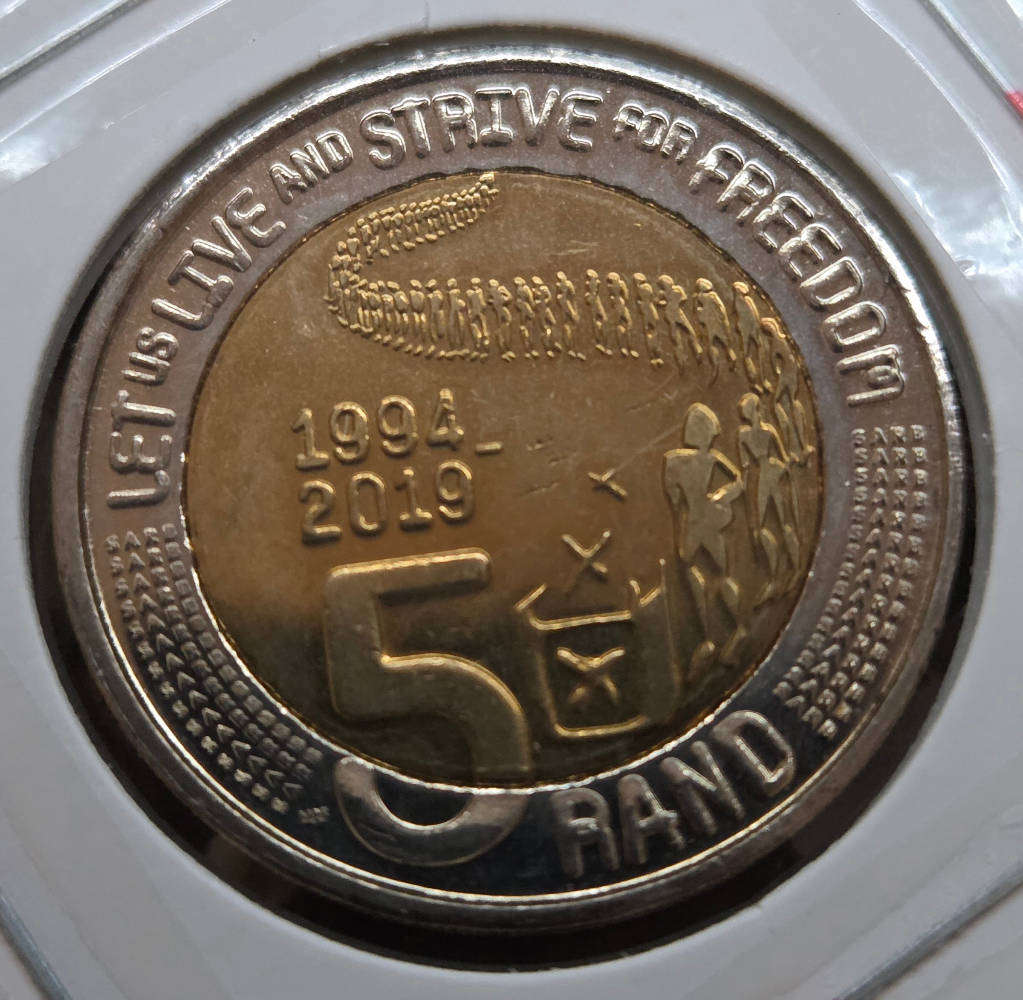 LET us LIVE AND STRIVE FOR FREEDOM
1994-
2019
5
RAND